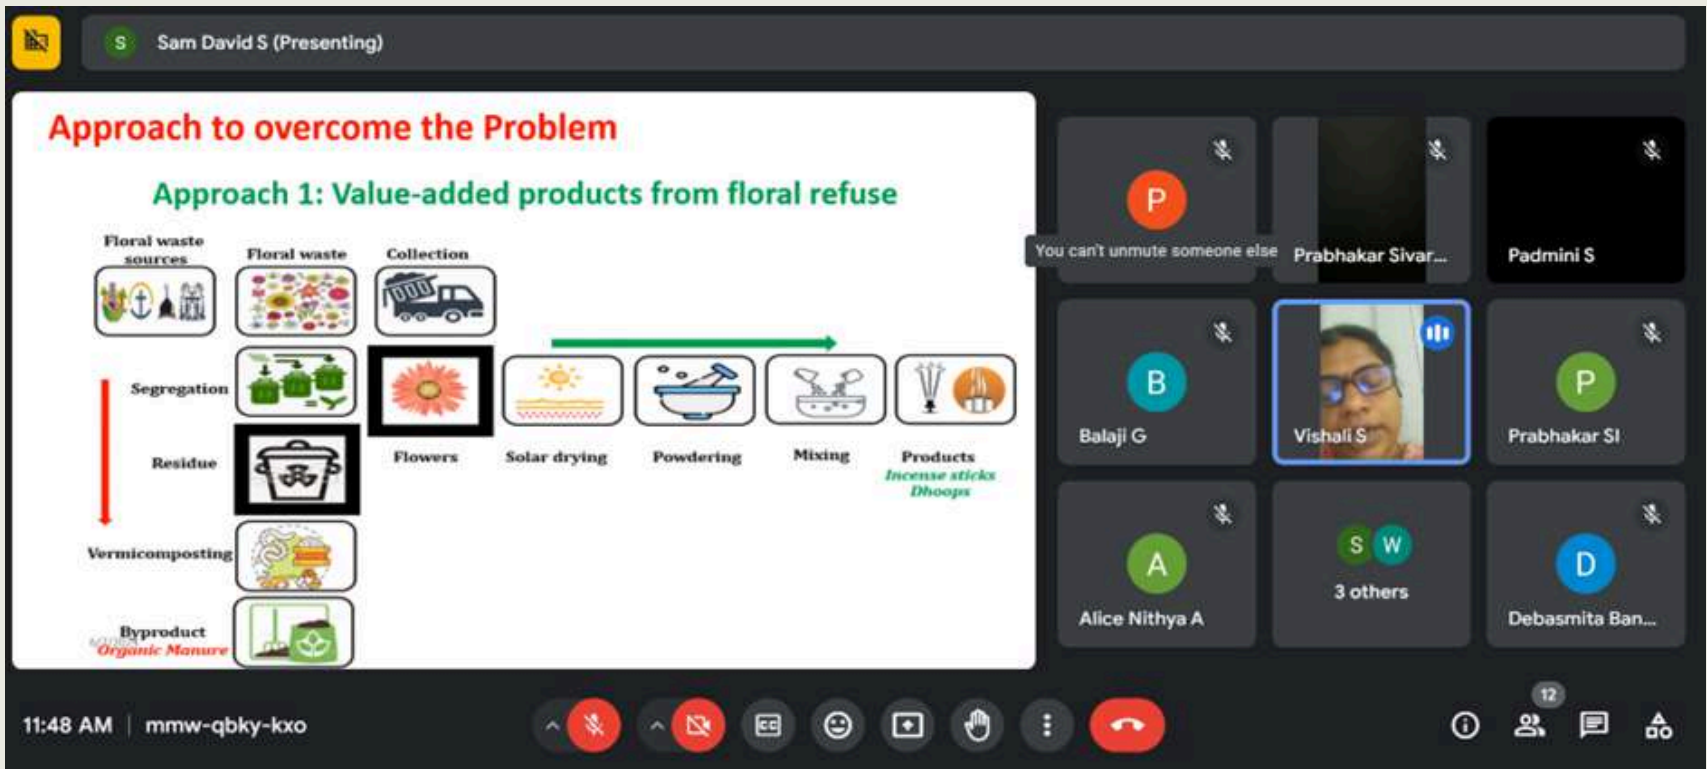 S Sam David S (Presenting)
Approach to overcome the Problem
Approach 1: Value-added products from floral refuse
Floral waste
sources
Floral waste
Collection
Segregation
Residue
Flowers
Solar drying
Powdering
Mixing
Products
Incense sticks
Dhoops
Vermicomposting
Byproduct
Organic Manure
P
You can't unmute someone else
Prabhakar Sivar...
Padmini S
B
Balaji G
Vishali S
P
Prabhakar SI
A
Alice Nithya A
S W
3 others
D
Debasmita Ban...
11:48 AM | mmw-qbky-kxo
CC
12